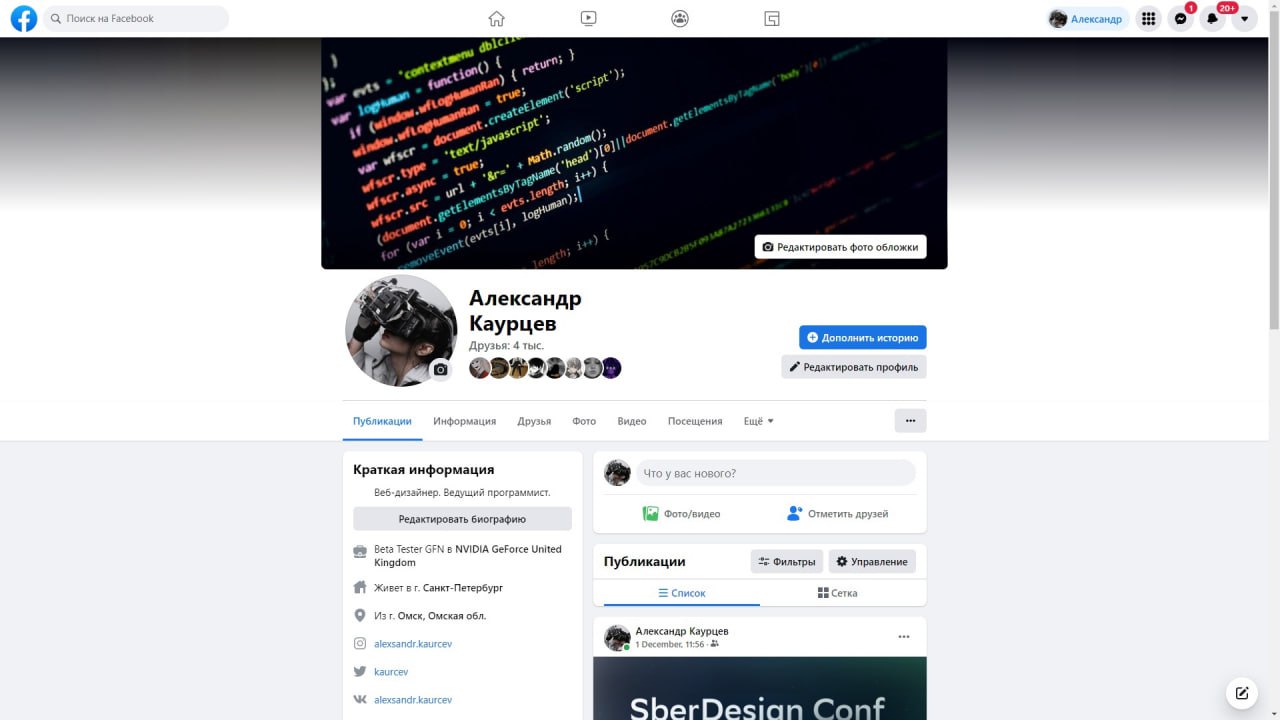 Поиск на Facebook
Александр
1
20+
}
var evts = 'contextmenu dblclic
var logHuman = function() {
if (window.wfLogHumanRan) { return; }
window.wfLogHumanRan = true;
var wfscr = document.createElement('script');
wfscr.type = 'text/javascript';
wfscr.async = true;
wfscr.src = url + '&r=' + Math.random();
(document.getElementsByTagName('head')[0]||document.getElementsByTagName('body')[0]
for (var i = 0; i < evts.length; i++) {
removeEvent(evts[i], logHuman);
length; i++) {
Редактировать фото обложки
Александр
Каурцев
Друзья: 4 тыс.
Дополнить историю
Редактировать профиль
Публикации
Информация
Друзья
Фото
Видео
Посещения
Ещё
Краткая информация
Веб-дизайнер. Ведущий программист.
Редактировать биографию
Beta Tester GFN в NVIDIA GeForce United
Kingdom
Живет в г. Санкт-Петербург
Из г. Омск, Омская обл.
alexsandr.kaurcev
kaurcev
alexsandr.kaurcev
Что у вас нового?
Фото/видео
Отметить друзей
Публикации
Фильтры
Управление
Список
Сетка
Александр Каурцев
1 December, 11:56 ·
SberDesign Conf